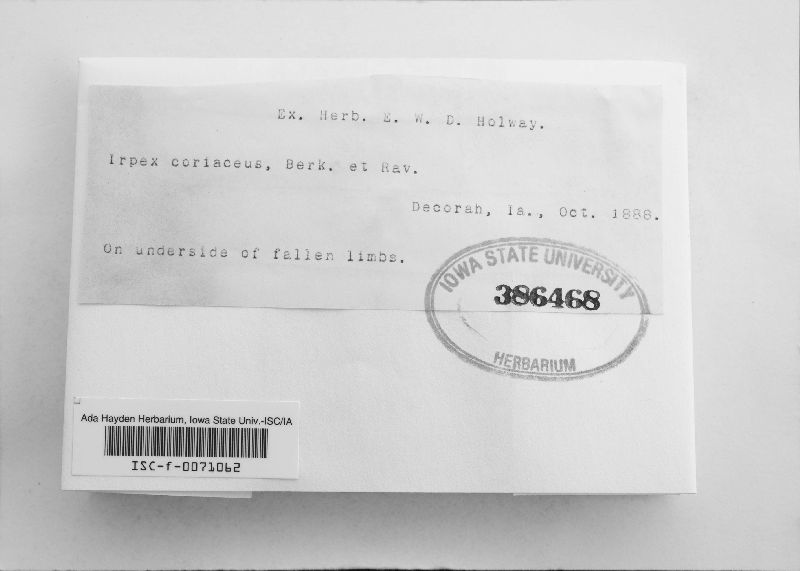 Ex. Herb. E. W. D. Holway.
Irpex coriaceus, Berk. et Rav.
Decorah, Ia., Oct. 1888.
On underside of fallen limbs.
IOWA STATE UNIVERSITY
386468
HERBARIUM
Ada Hayden Herbarium, Iowa State Univ.-ISC/IA
ISC-f-0071062